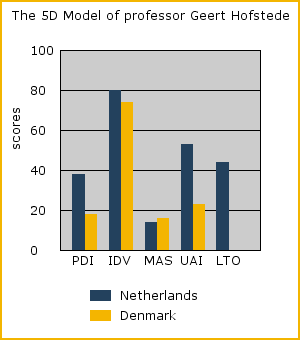 The 5D Model of professor Geert Hofstede
100
80
60
40
20
0
scores
PDI IDV MAS UAI LTO
Netherlands
Denmark